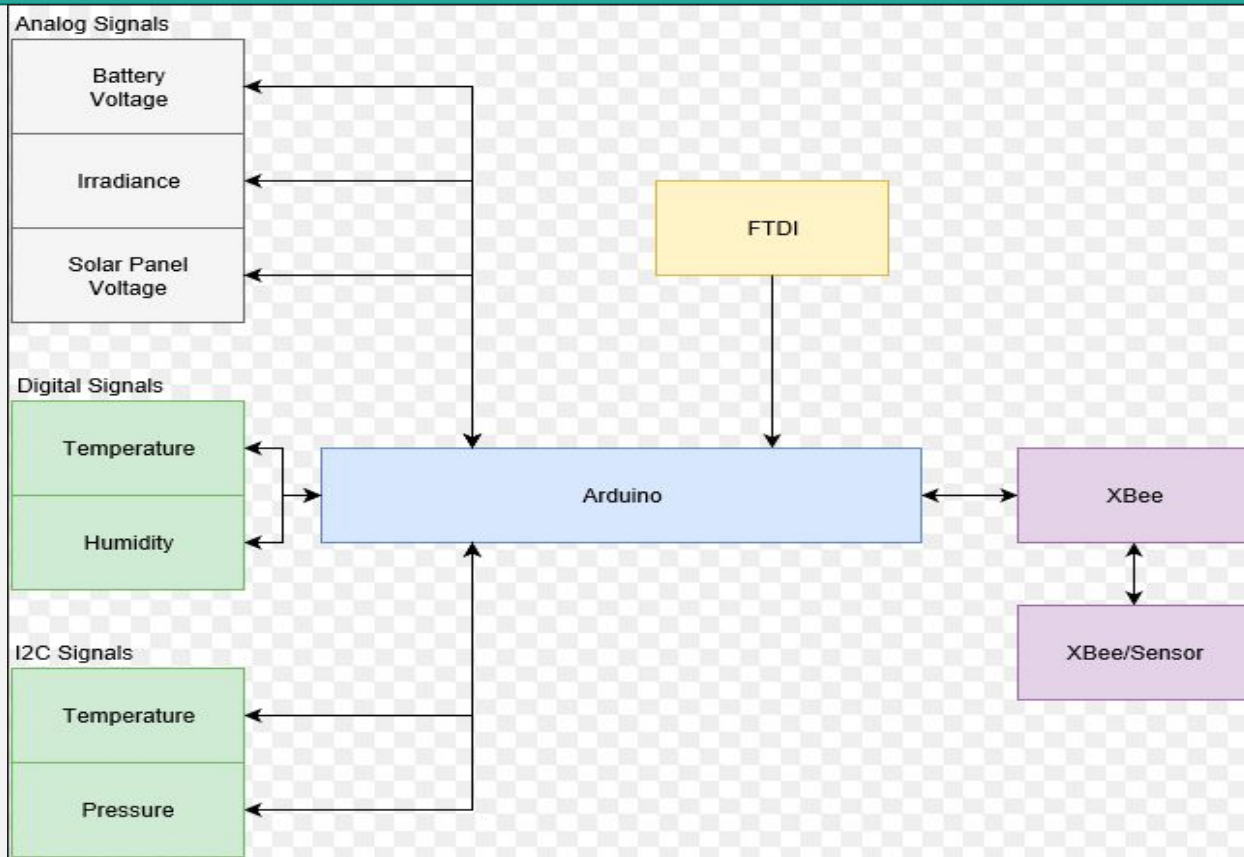 Analog Signals
Battery
Voltage
Irradiance
Solar Panel
Voltage
FTDI
Digital Signals
Temperature
Humidity
Arduino
XBee
XBee/Sensor
I2C Signals
Temperature
Pressure